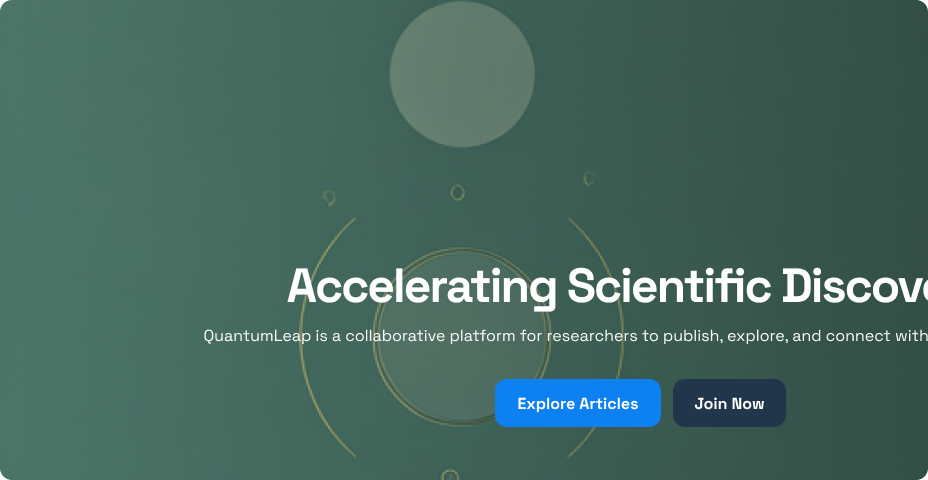 Accelerating Scientific Discove
QuantumLeap is a collaborative platform for researchers to publish, explore, and connect with
Explore Articles
Join Now